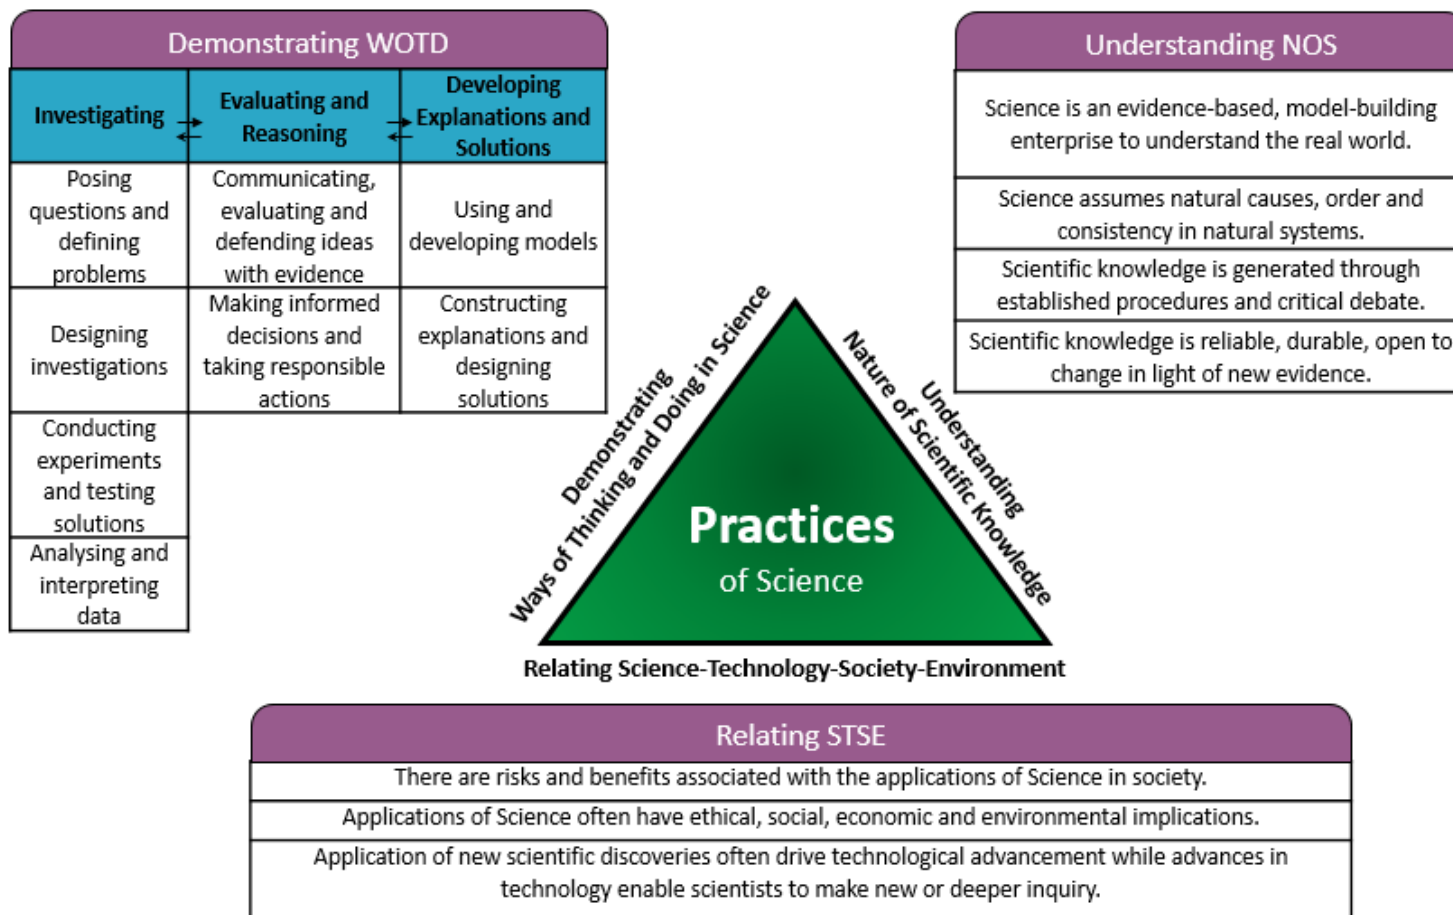 Demonstrating WOTD
Investigating
Evaluating and
Reasoning
Developing
Explanations and
Solutions
Posing
questions and
defining
problems
Communicating,
evaluating and
defending ideas
with evidence
Using and
developing models
Designing
investigations
Making informed
decisions and
taking responsible
actions
Constructing
explanations and
designing
solutions
Conducting
experiments
and testing
solutions
Analysing and
interpreting
data
Understanding NOS
Science is an evidence-based, model-building
enterprise to understand the real world.
Science assumes natural causes, order and
consistency in natural systems.
Scientific knowledge is generated through
established procedures and critical debate.
Scientific knowledge is reliable, durable, open to
change in light of new evidence.
Demonstrating
Ways of Thinking and Doing in Science
Understanding
Nature of Scientific Knowledge
Practices
of Science
Relating Science-Technology-Society-Environment
Relating STSE
There are risks and benefits associated with the applications of Science in society.
Applications of Science often have ethical, social, economic and environmental implications.
Application of new scientific discoveries often drive technological advancement while advances in
technology enable scientists to make new or deeper inquiry.